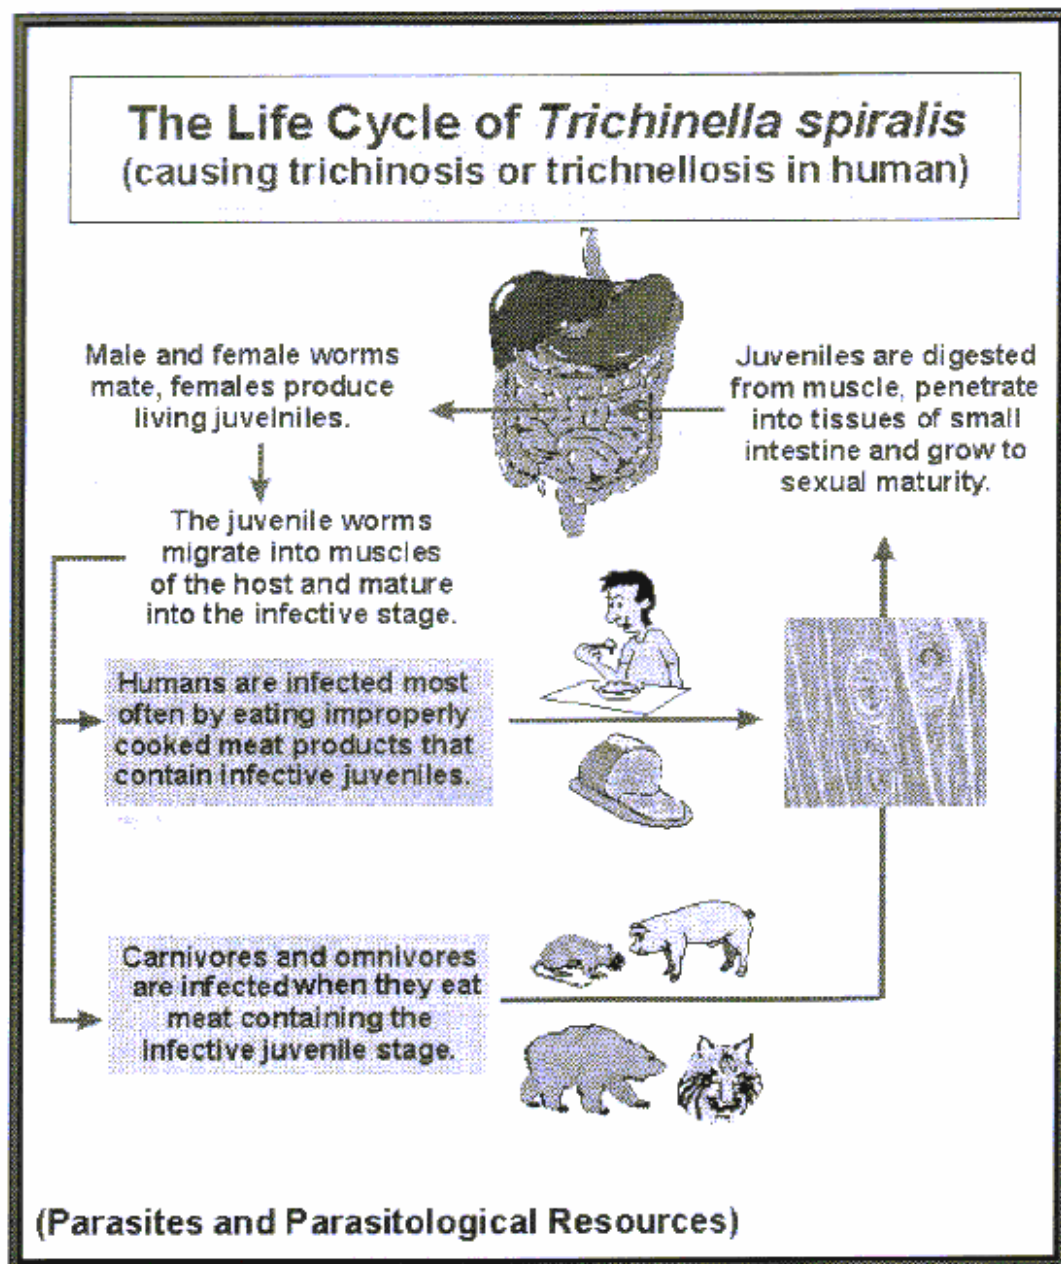 The Life Cycle of Trichinella spiralis
(causing trichinosis or trichnellosis in human)
Male and female worms
mate, females produce
living juvelniles.
Juveniles are digested
from muscle, penetrate
into tissues of small
intestine and grow to
sexual maturity.
The juvenile worms
migrate into muscles
of the host and mature
into the infective stage.
Humans are infected most
often by eating improperly
cooked meat products that
contain infective juveniles.
Carnivores and omnivores
are infected when they eat
meat containing the
infective juvenile stage.
(Parasites and Parasitological Resources)